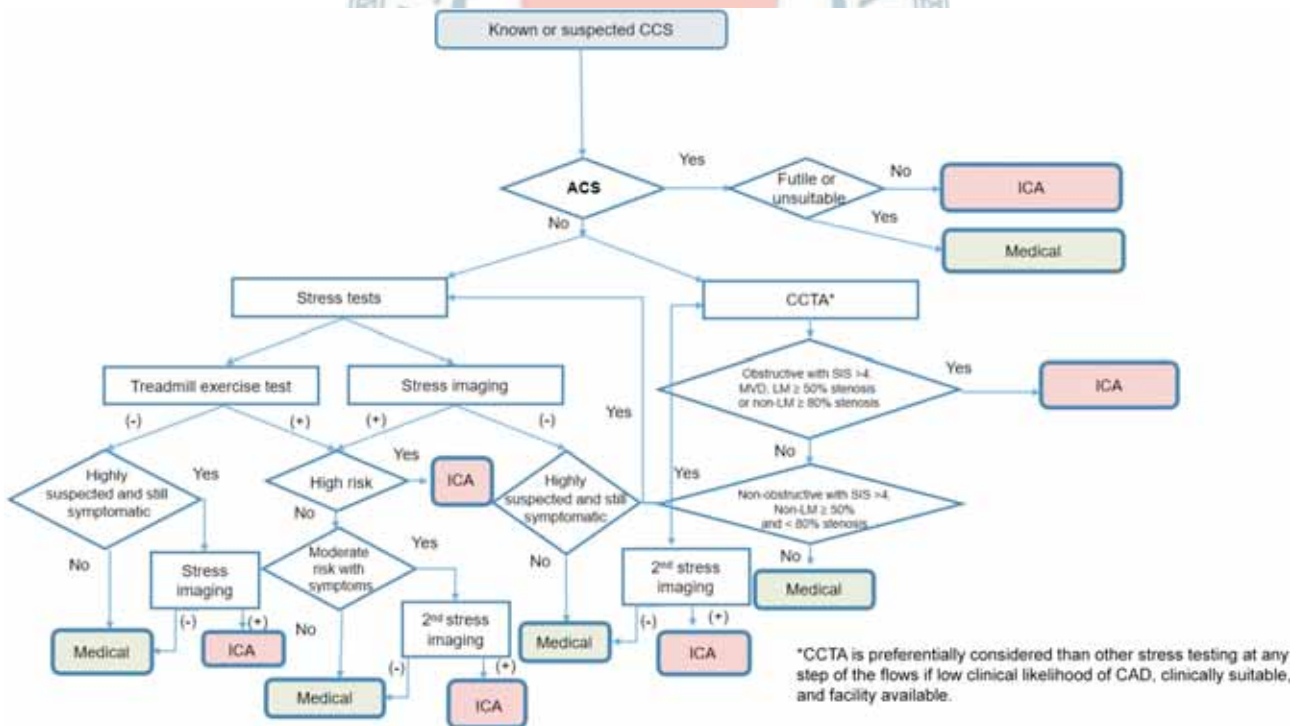 Known or suspected CCS
ACS
Yes
Futile or
unsuitable
No
ICA
Yes
Medical
No
Stress tests
CCTA*
Treadmill exercise test
Stress imaging
Obstructive with SIS >4,
MVD, LM ≥ 50% stenosis
or non-LM ≥ 80% stenosis
Yes
ICA
(-)
(+)
(+)
(-)
Yes
No
Highly
suspected and still
symptomatic
Yes
High risk
Yes
ICA
Highly
suspected and still
symptomatic
Yes
Non-obstructive with SIS >4,
Non-LM ≥ 50%
and < 80% stenosis
No
No
Stress
imaging
Moderate
risk with
symptoms
Yes
No
2nd stress
imaging
No
Medical
(-)
(+)
Medical
ICA
No
2nd stress
imaging
(-)
(+)
Medical
ICA
(-)
(+)
Medical
ICA
*CCTA is preferentially considered than other stress testing at any
step of the flows if low clinical likelihood of CAD, clinically suitable,
and facility available.